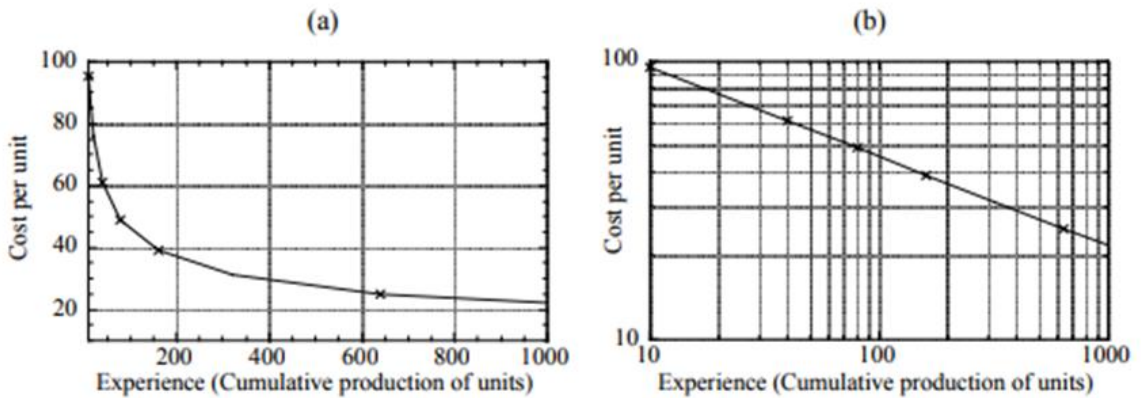 (a)
100
80
60
40
20
200 400 600 800 1000
Cost per unit
Experience (Cumulative production of units)
(b)
100
10
10 100 1000
Cost per unit
Experience (Cumulative production of units)